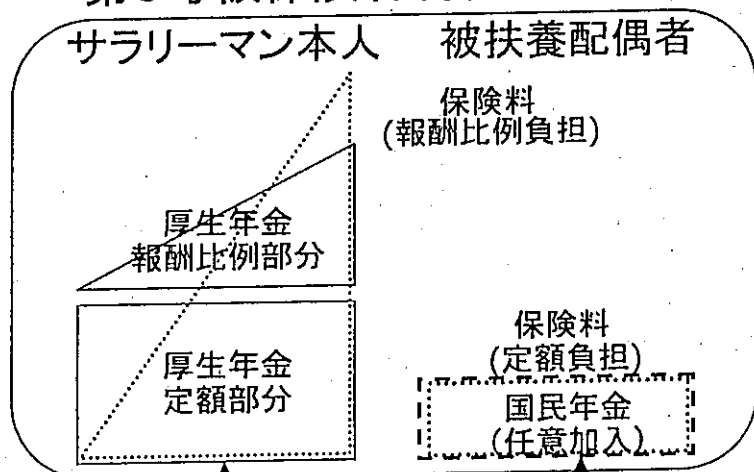 サラリーマン本人
被扶養配偶者
保険料
(報酬比例負担)
厚生年金
報酬比例部分
保険料
(定額負担)
厚生年金
定額部分
国民年金
(任意加入)